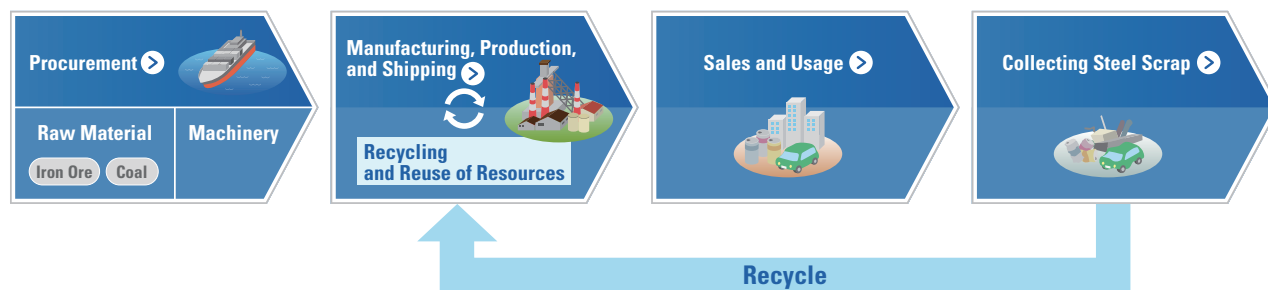 Procurement
Raw Material
Machinery
Iron Ore
Coal
Manufacturing, Production,
and Shipping
Recycling
and Reuse of Resources
Sales and Usage
Collecting Steel Scrap
Recycle